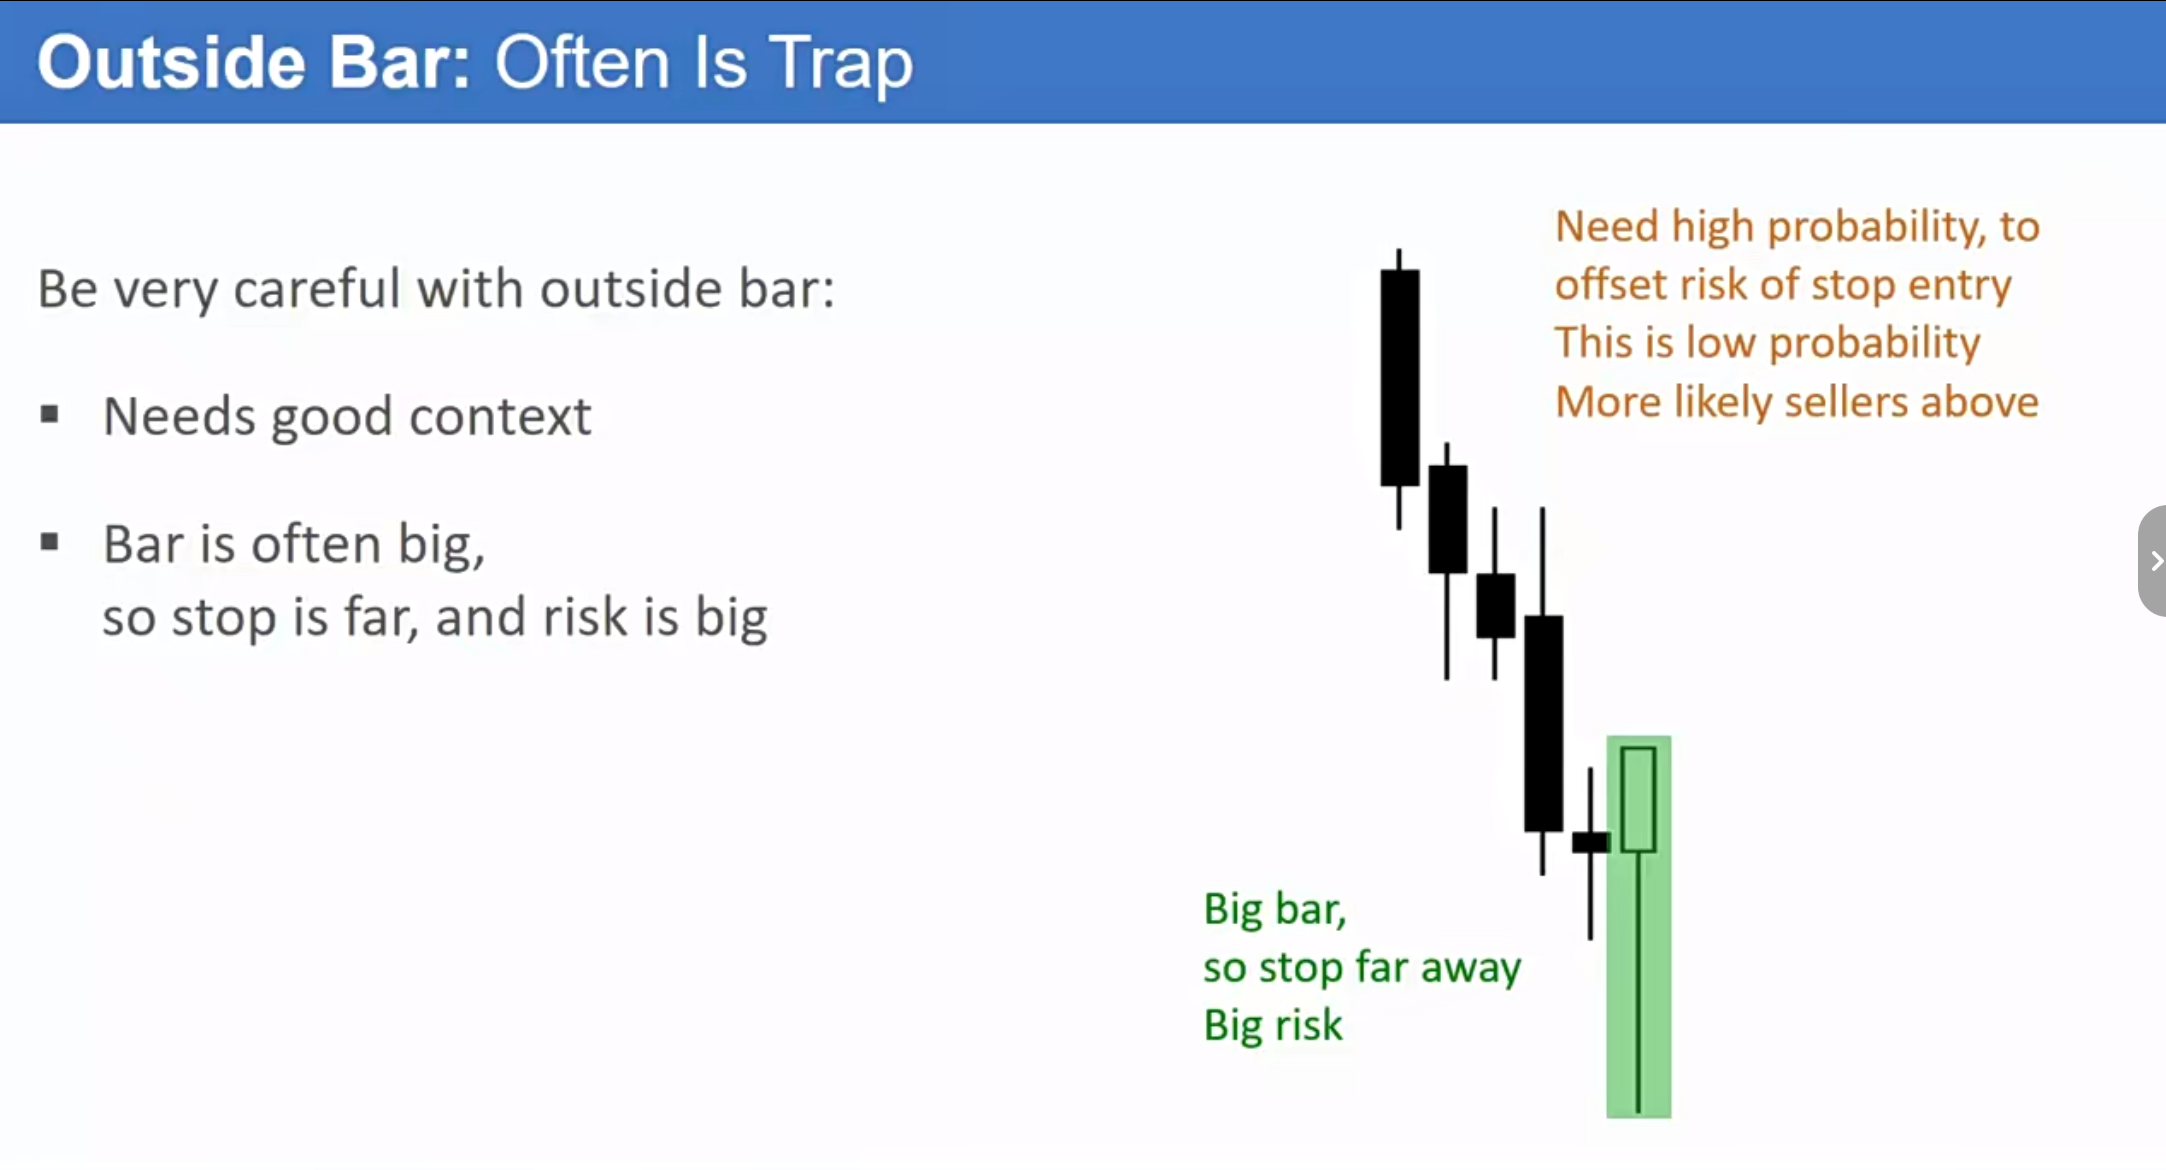 Outside Bar: Often Is Trap
Be very careful with outside bar:
▪ Needs good context
▪ Bar is often big,
so stop is far, and risk is big
Need high probability, to
offset risk of stop entry
This is low probability
More likely sellers above
Big bar,
so stop far away
Big risk